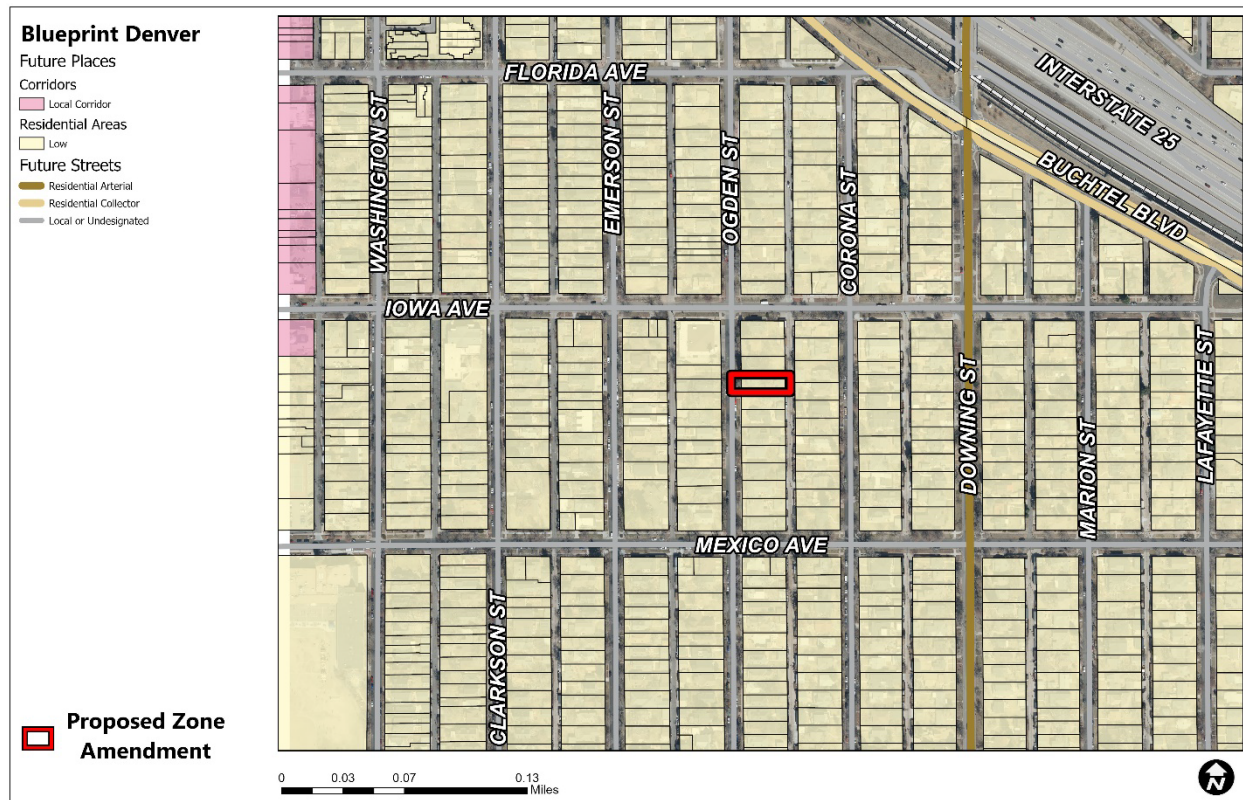 Blueprint Denver
Future Places
Corridors
Local Corridor
Residential Areas
Low
Future Streets
Residential Arterial
Residential Collector
Local or Undesignated
Proposed Zone
Amendment
FLORIDA AVE
INTERSTATE 25
WASHINGTON ST
EMERSON ST
OGDEN ST
CORONA ST
BUCHTEL BLVD
IOWA AVE
DOWNING ST
MARION ST
LAFAYETTE ST
MEXICO AVE
CLARKSON ST
0 0.03 0.07 0.13
Miles
N